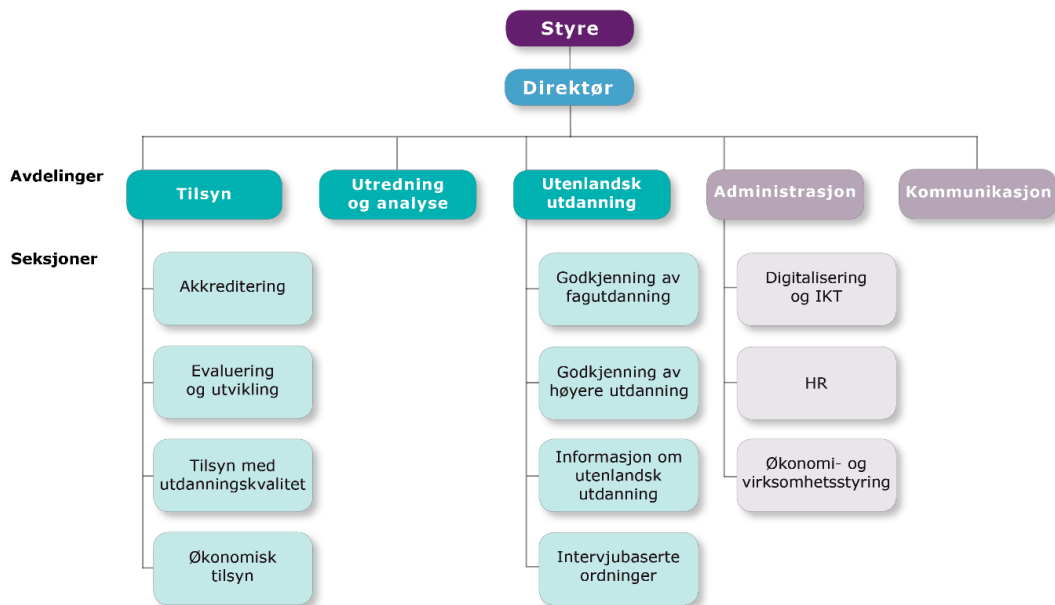 Styre
Direktør
Avdelinger
Tilsyn
Utredning
og analyse
Utenlandsk
utdanning
Administrasjon
Kommunikasjon
Seksjoner
Akkreditering
Evaluering
og utvikling
Tilsyn med
utdanningskvalitet
Økonomisk
tilsyn
Godkjenning av
fagutdanning
Godkjenning av
høyere utdanning
Informasjon om
utenlandsk
utdanning
Intervjubaserte
ordninger
Digitalisering
og IKT
HR
Økonomi- og
virksomhetsstyring